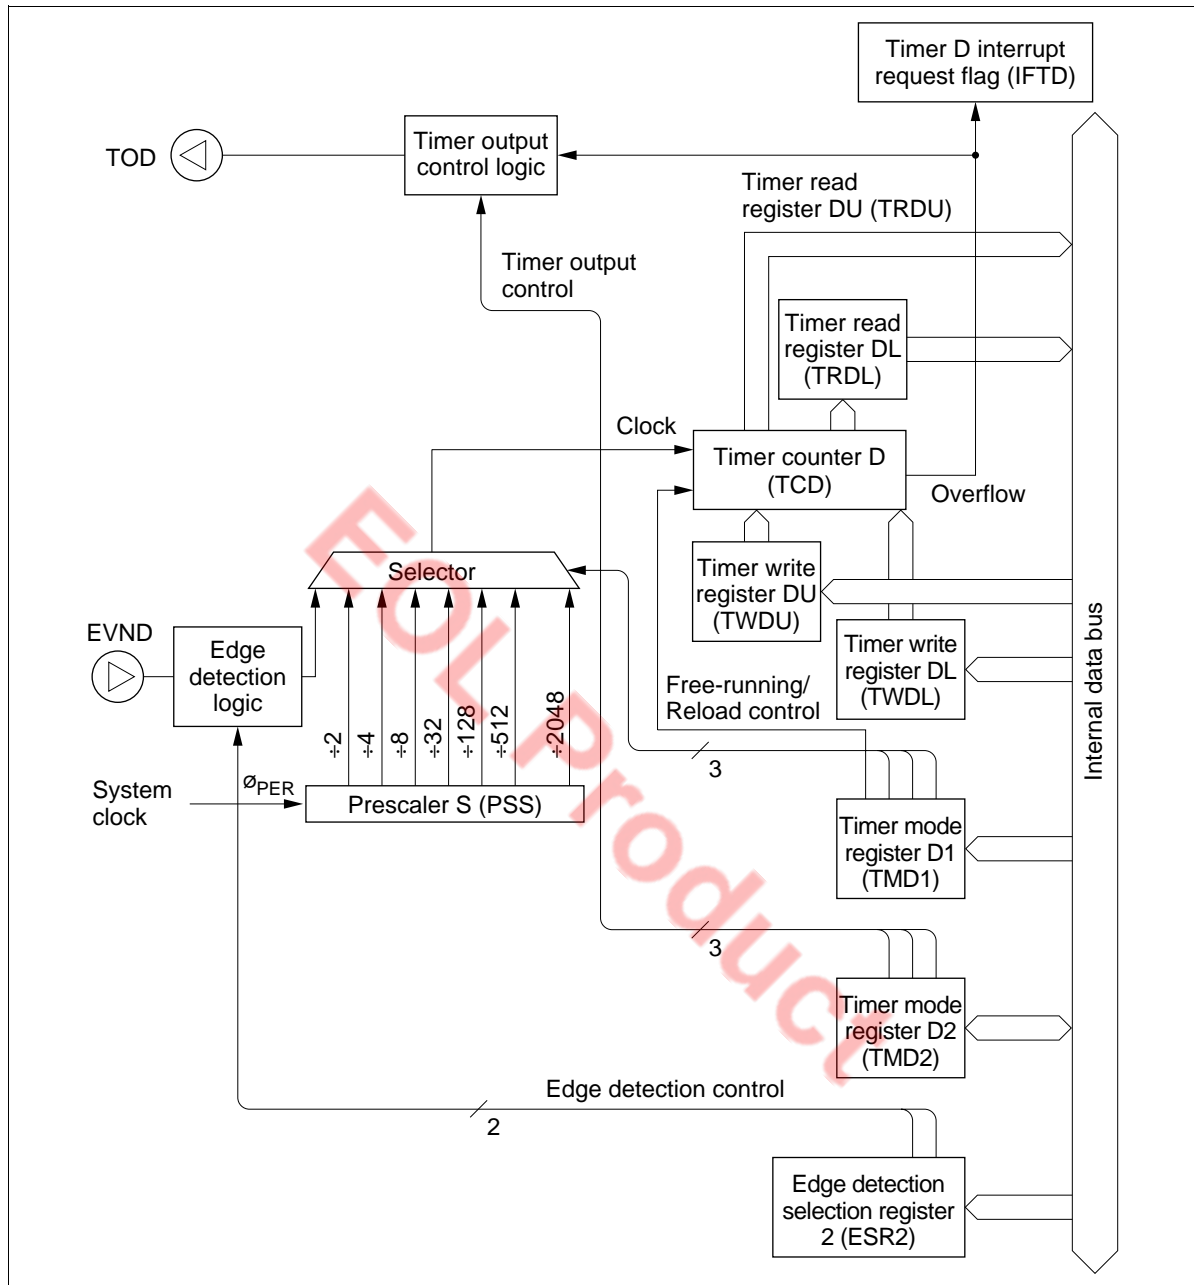 Timer D interrupt
request flag (IFTD)
Timer output
control logic
TOD
Timer read
register DU (TRDU)
Timer output
control
Timer read
register DL
(TRDL)
Clock
Timer counter D
(TCD)
Overflow
Selector
Timer write
register DU
(TWDU)
EVND
Edge
detection
logic
Timer write
register DL
(TWDL)
Free-running/
Reload control
÷2
÷4
÷8
÷32
÷128
÷512
÷2048
3
System
clock
øPER
Prescaler S (PSS)
Timer mode
register D1
(TMD1)
Internal data bus
3
Timer mode
register D2
(TMD2)
Edge detection control
2
Edge detection
selection register
2 (ESR2)
EOL Product